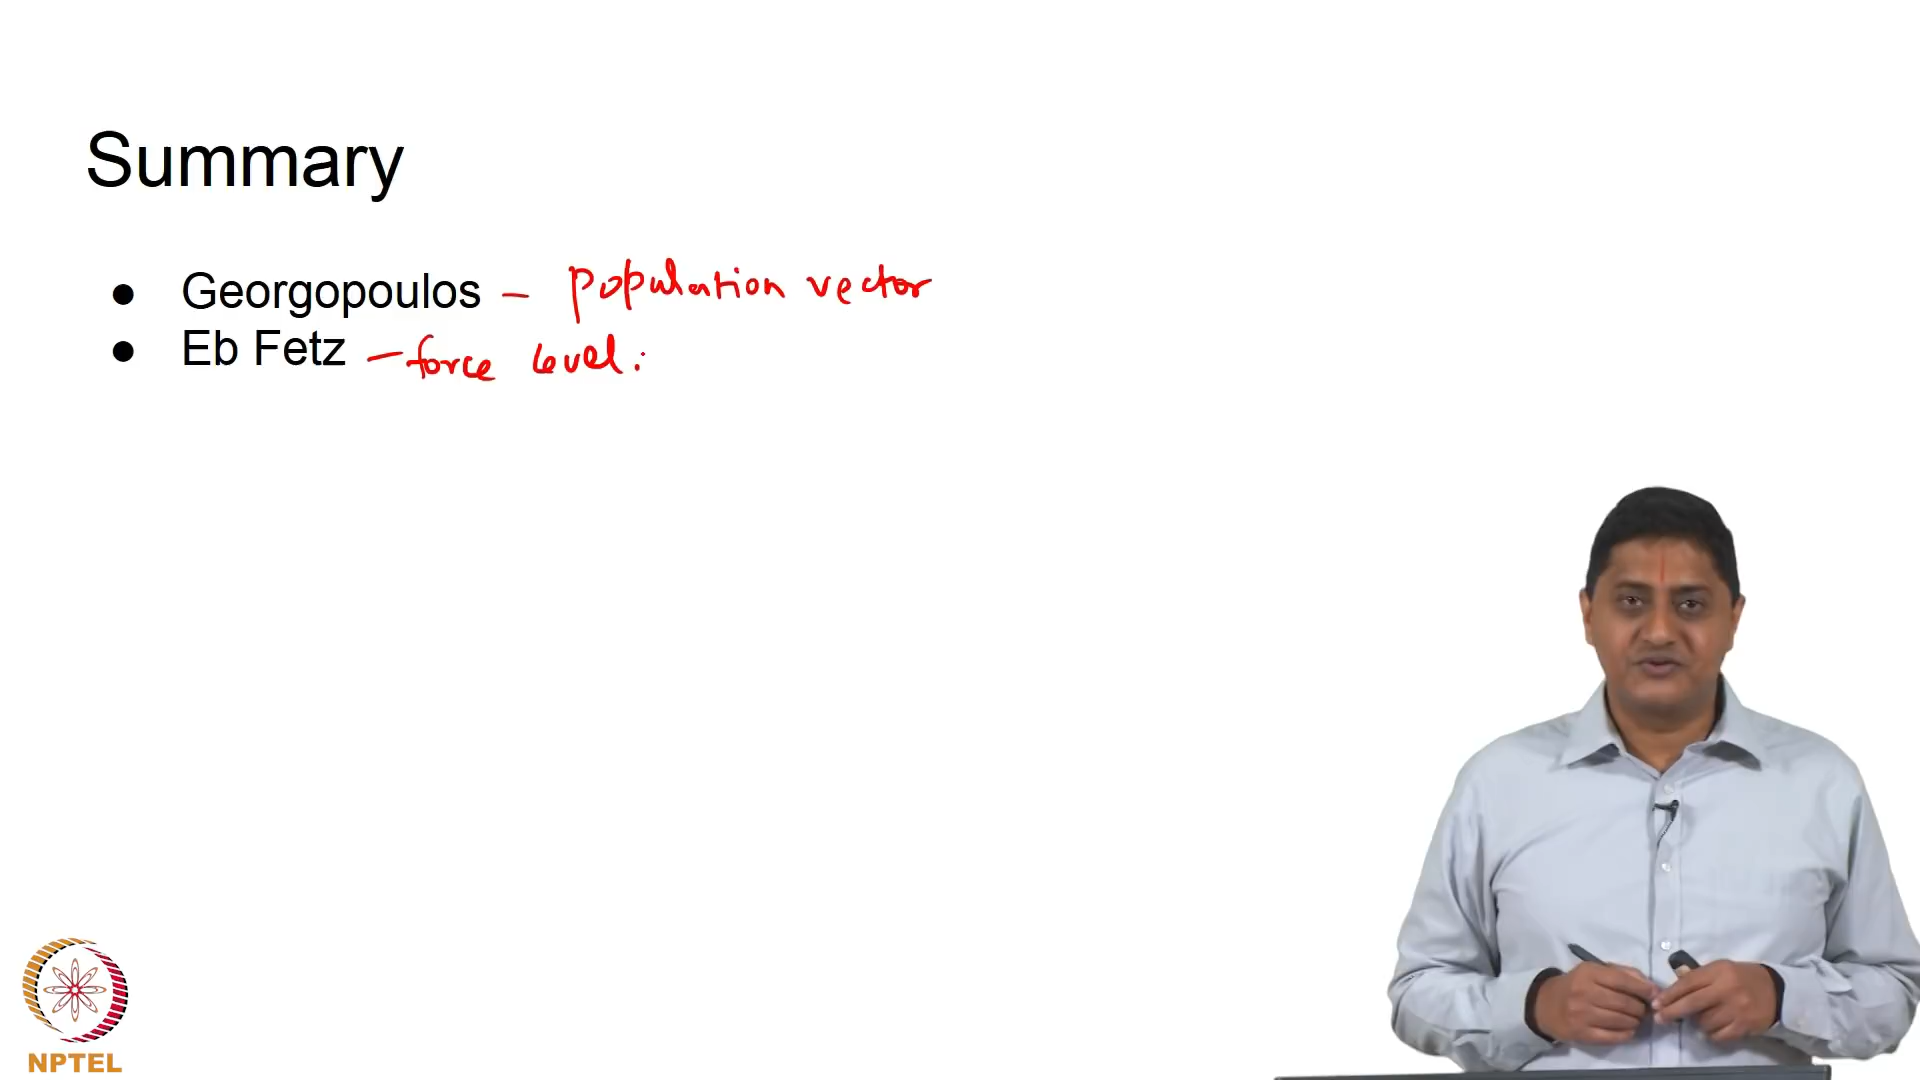 Summary
● Georgopoulos – population vector
● Eb Fetz – force level.
NPTEL